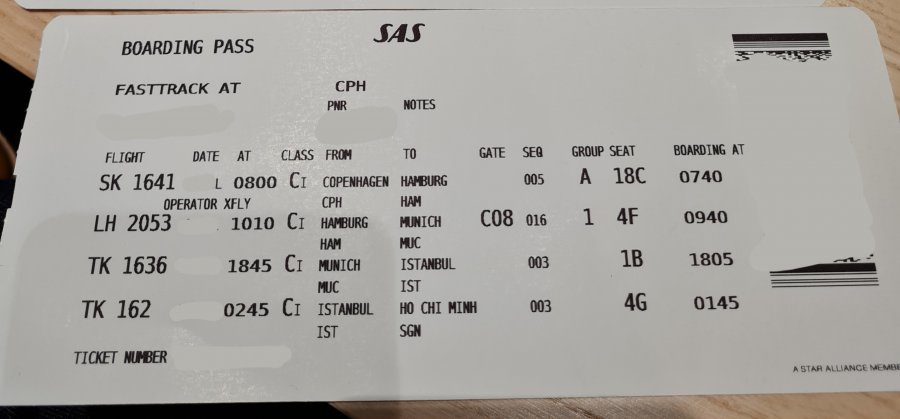 SAS
BOARDING PASS
FASTTRACK AT CPH
PNR NOTES
FLIGHT DATE AT CLASS FROM TO GATE SEQ GROUP SEAT BOARDING AT
SK 1641 L 0800 CI COPENHAGEN HAMBURG 005 A 18C 0740
OPERATOR XFLY CPH HAM
LH 2053 1010 CI HAMBURG MUNICH C08 016 1 4F 0940
HAM MUC
TK 1636 1845 CI MUNICH ISTANBUL 003 1B 1805
MUC IST
TK 162 0245 CI ISTANBUL HO CHI MINH 003 4G 0145
IST SGN
TICKET NUMBER
A STAR ALLIANCE MEMBE